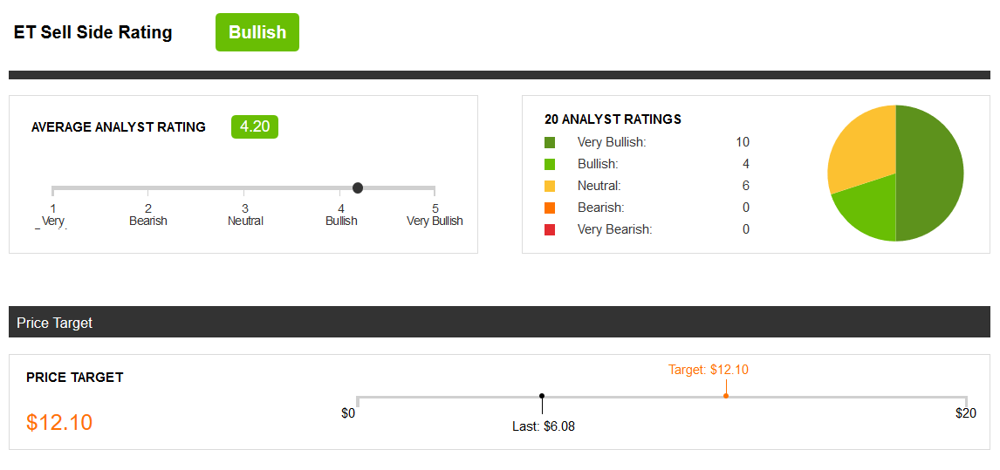 ET Sell Side Rating Bullish
AVERAGE ANALYST RATING 4.20
1 2 3 4 5
Very Bearish Neutral Bullish Very Bullish
20 ANALYST RATINGS
Very Bullish: 10
Bullish: 4
Neutral: 6
Bearish: 0
Very Bearish: 0
Price Target
PRICE TARGET
$12.10
Target: $12.10
$0 $20
Last: $6.08